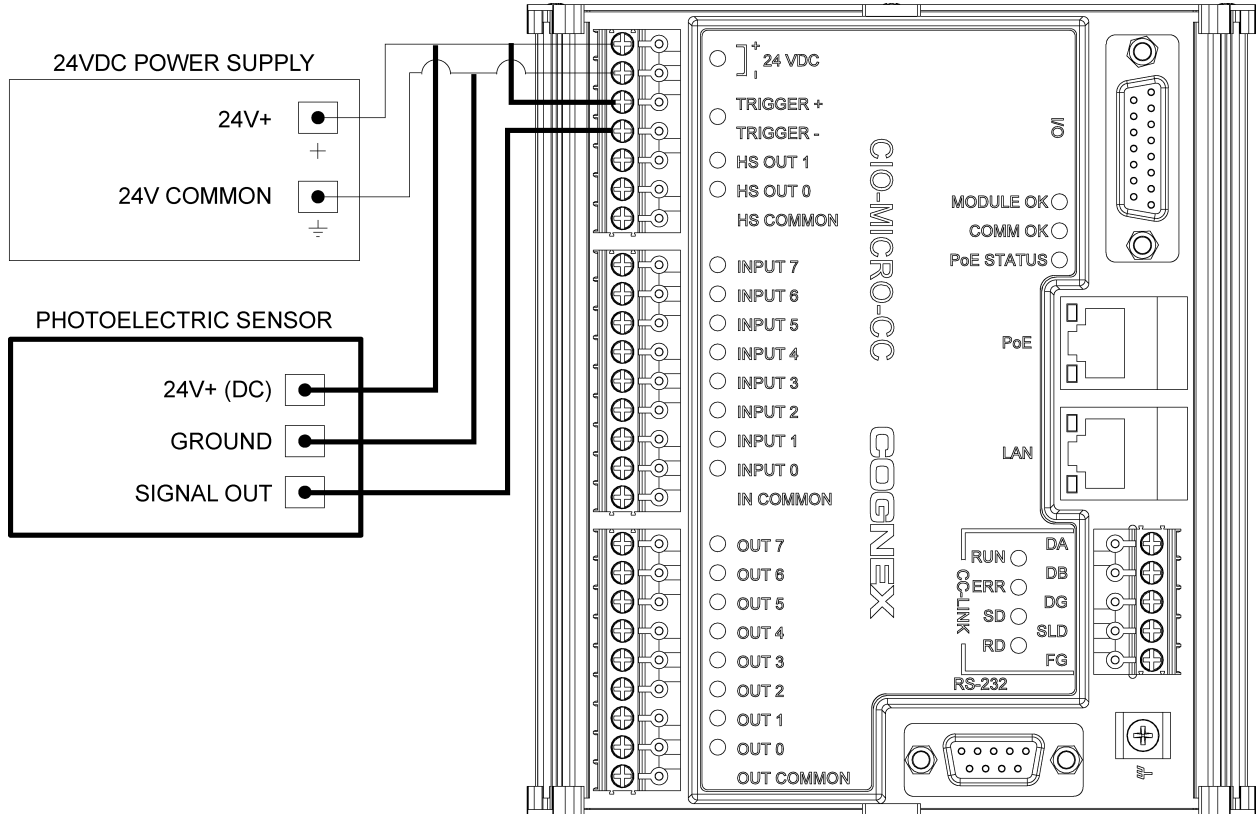 24VDC POWER SUPPLY
24V+
+
24V COMMON
PHOTOELECTRIC SENSOR
24V+ (DC)
GROUND
SIGNAL OUT
+
24 VDC
-
TRIGGER +
TRIGGER -
HS OUT 1
HS OUT 0
HS COMMON
INPUT 7
INPUT 6
INPUT 5
INPUT 4
INPUT 3
INPUT 2
INPUT 1
INPUT 0
IN COMMON
OUT 7
OUT 6
OUT 5
OUT 4
OUT 3
OUT 2
OUT 1
OUT 0
OUT COMMON
CIO-MICRO-CC
COGNEX
I/O
MODULE OK
COMM OK
PoE STATUS
PoE
LAN
CC-LINK
RUN
ERR
SD
RD
DA
DB
DG
SLD
FG
RS-232